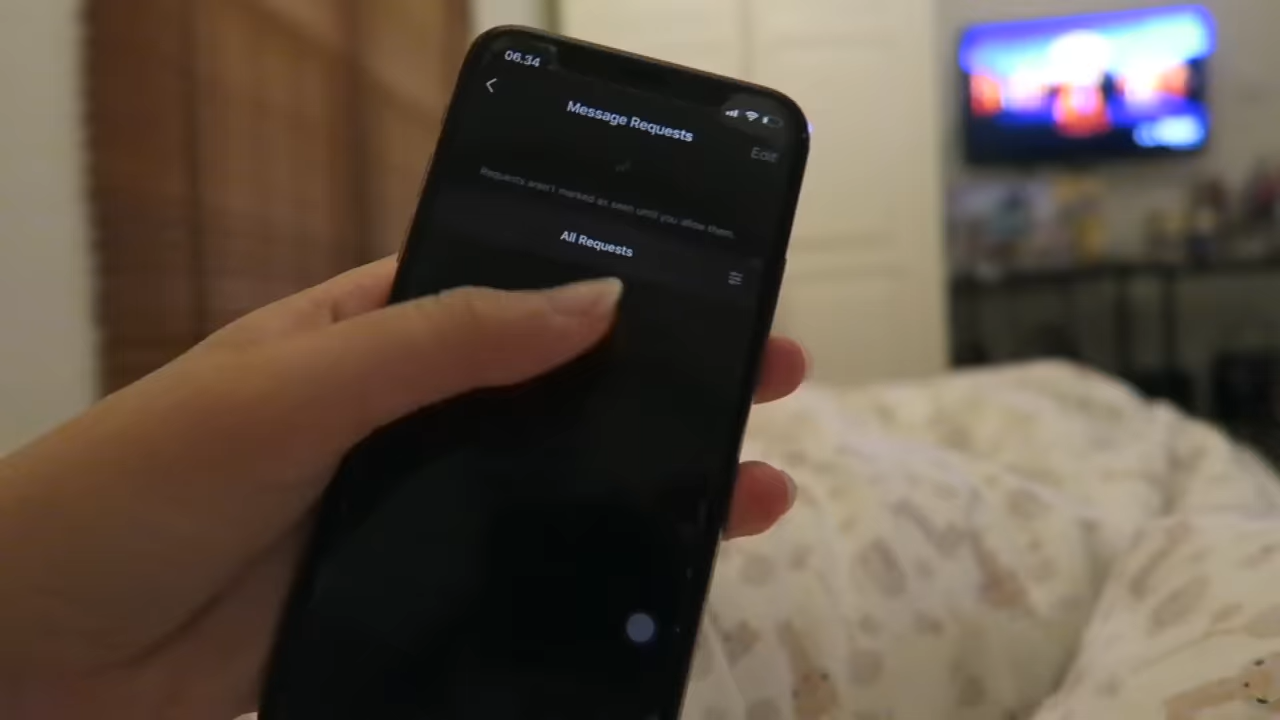 06.34
Message Requests
Edit
Requests aren't marked as seen until you allow them.
All Requests